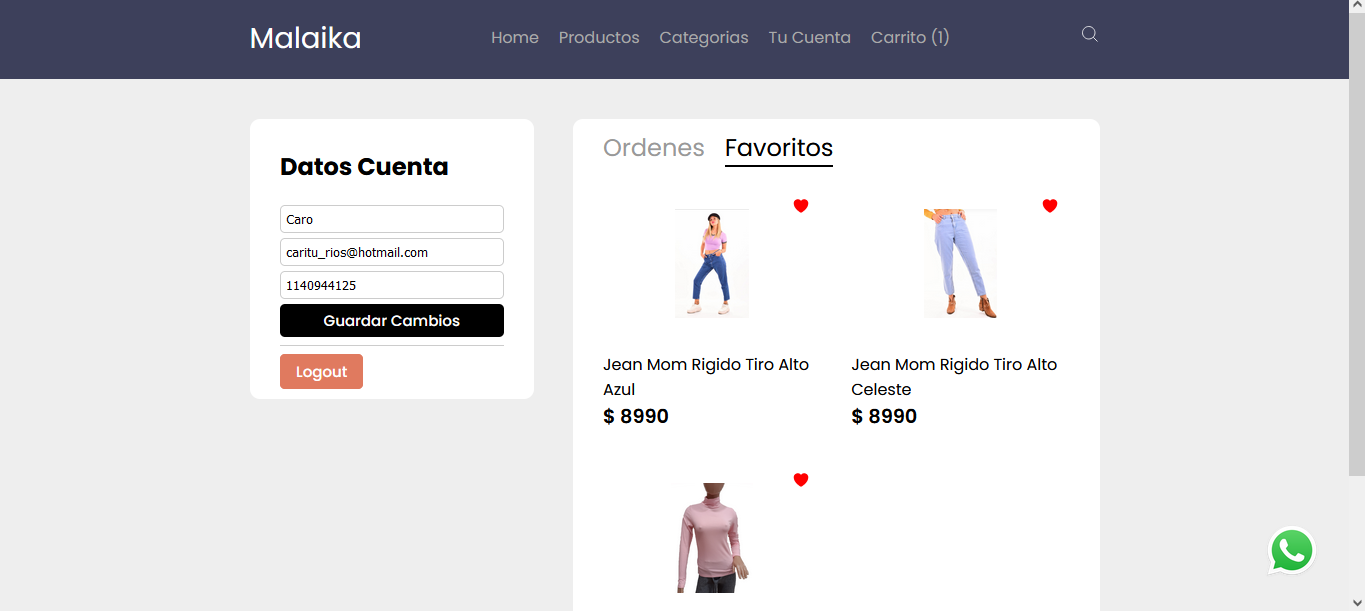 Malaika
Home Productos Categorias Tu Cuenta Carrito (1)
Datos Cuenta
Caro
caritu_rios@hotmail.com
1140944125
Guardar Cambios
Logout
Ordenes Favoritos
Jean Mom Rigido Tiro Alto
Azul
$ 8990
Jean Mom Rigido Tiro Alto
Celeste
$ 8990